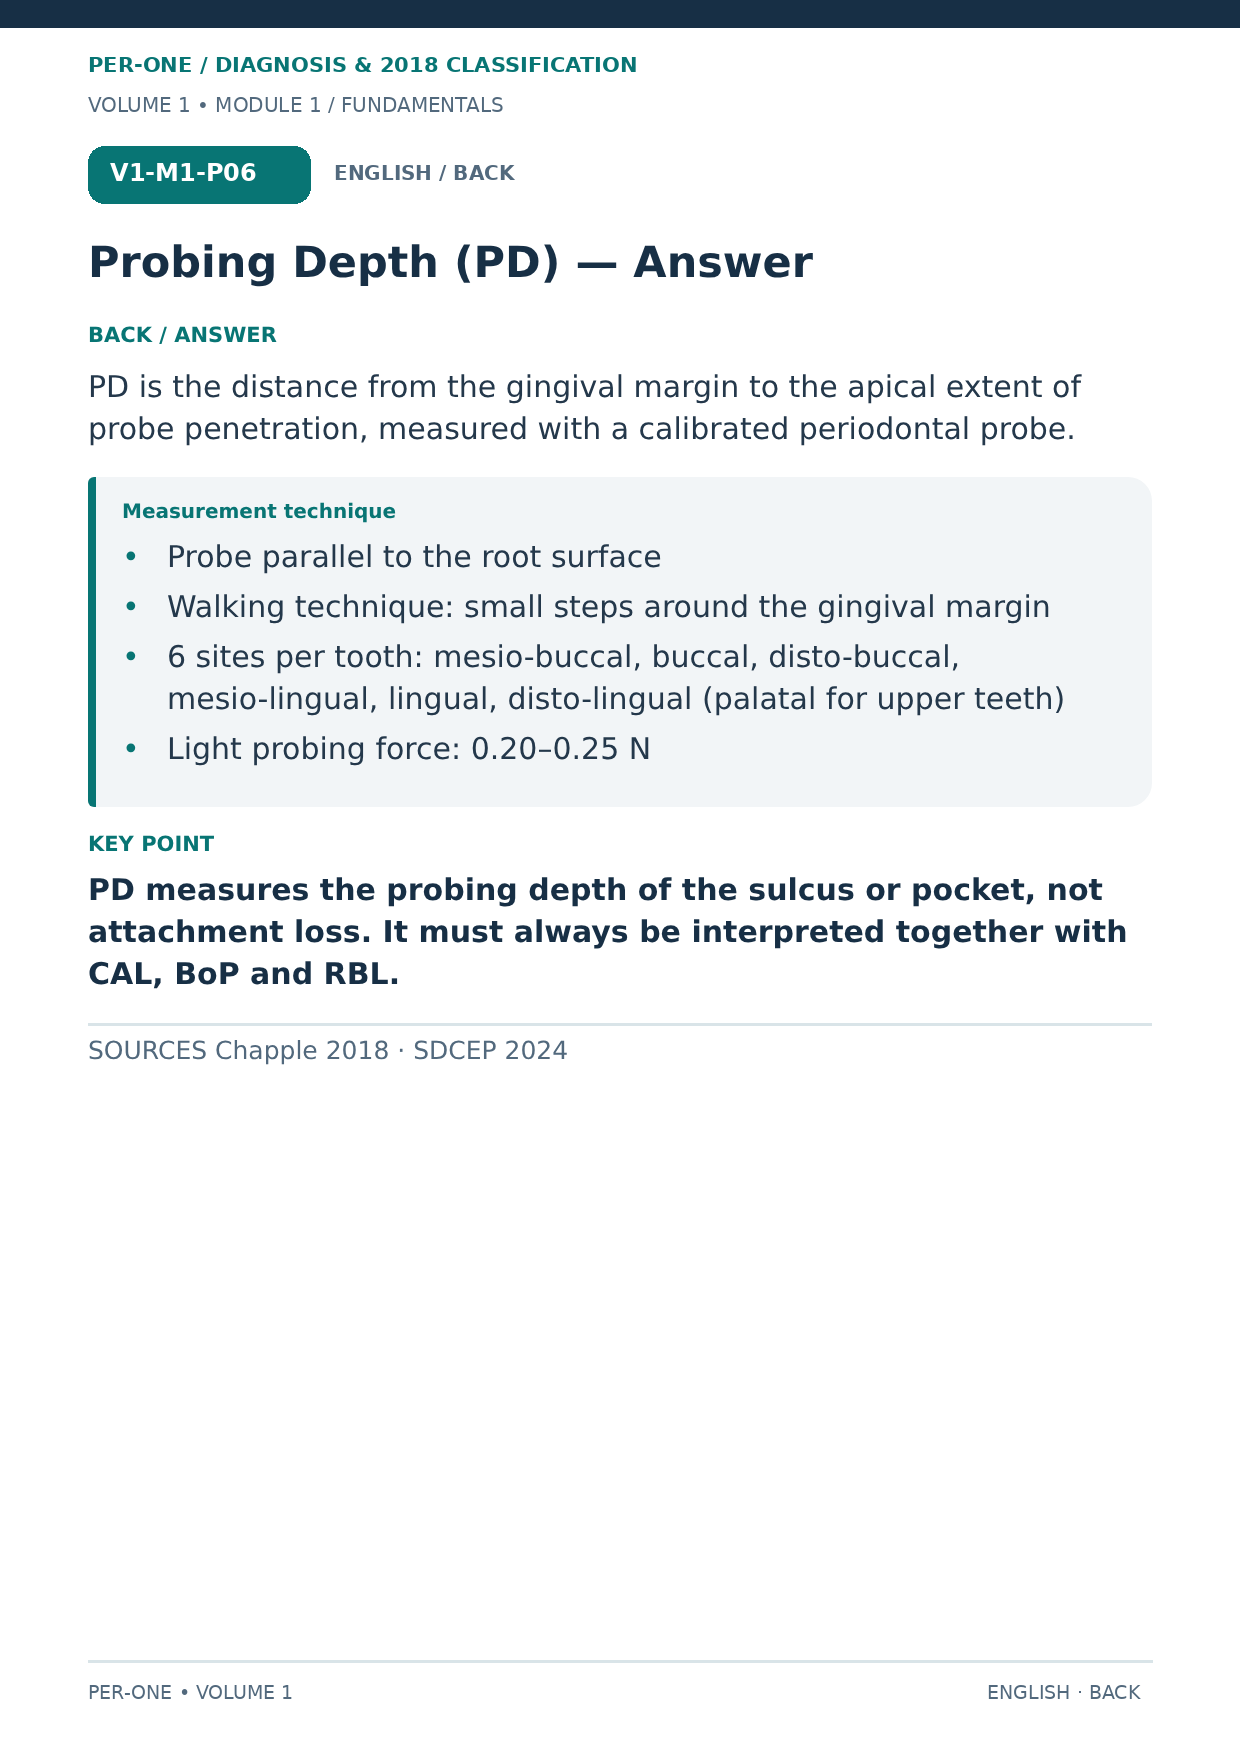 PER-ONE / DIAGNOSIS & 2018 CLASSIFICATION
VOLUME 1 • MODULE 1 / FUNDAMENTALS
V1-M1-P06
ENGLISH / BACK
Probing Depth (PD) — Answer
BACK / ANSWER
PD is the distance from the gingival margin to the apical extent of
probe penetration, measured with a calibrated periodontal probe.
Measurement technique
• Probe parallel to the root surface
• Walking technique: small steps around the gingival margin
• 6 sites per tooth: mesio-buccal, buccal, disto-buccal,
mesio-lingual, lingual, disto-lingual (palatal for upper teeth)
• Light probing force: 0.20–0.25 N
KEY POINT
PD measures the probing depth of the sulcus or pocket, not
attachment loss. It must always be interpreted together with
CAL, BoP and RBL.
SOURCES Chapple 2018 · SDCEP 2024
PER-ONE • VOLUME 1
ENGLISH · BACK